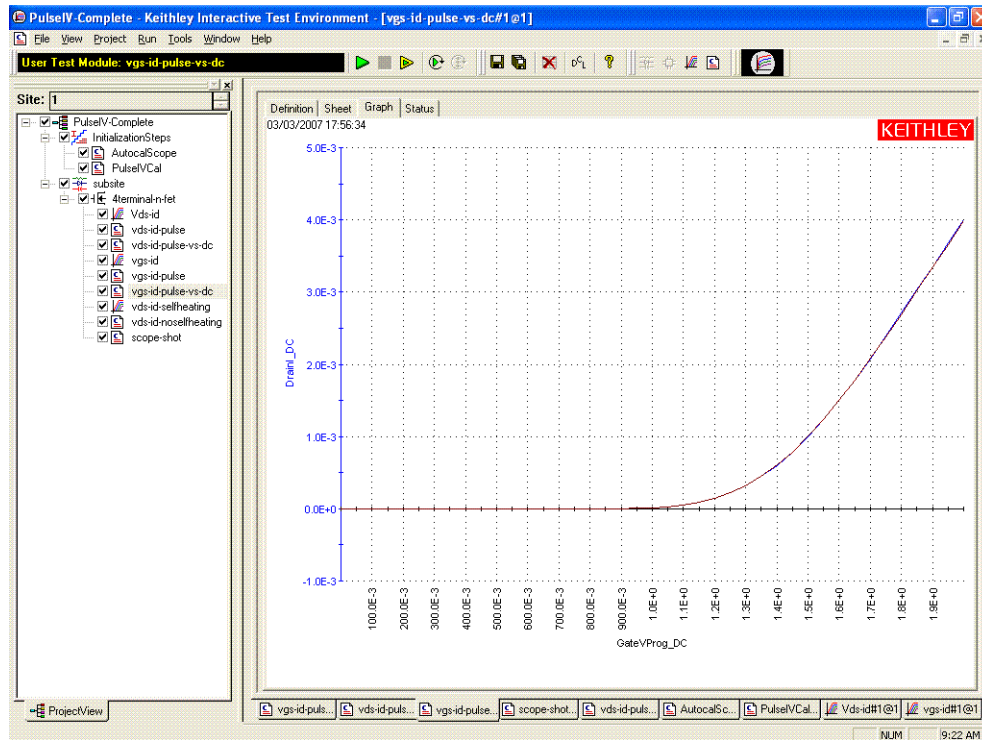 PulseIV-Complete - Keithley Interactive Test Environment - [vgs-id-pulse-vs-dc#1@1]
File View Project Run Tools Window Help
User Test Module: vgs-id-pulse-vs-dc
Site: 1
PulseIV-Complete
InitializationSteps
AutocalScope
PulseIVCal
subsite
4terminal-n-fet
Vds-id
vds-id-pulse
vds-id-pulse-vs-dc
vgs-id
vgs-id-pulse
vgs-id-pulse-vs-dc
vds-id-selfheating
vds-id-noselfheating
scope-shot
ProjectView
Definition Sheet Graph Status
03/03/2007 17:56:34
KEITHLEY
5.0E-3
4.0E-3
3.0E-3
2.0E-3
1.0E-3
0.0E+0
-1.0E-3
DrainI_DC
100.0E-3 200.0E-3 300.0E-3 400.0E-3 500.0E-3 600.0E-3 700.0E-3 800.0E-3 900.0E-3 1.0E+0 1.1E+0 1.2E+0 1.3E+0 1.4E+0 1.5E+0 1.6E+0 1.7E+0 1.8E+0 1.9E+0
GateVProg_DC
vgs-id-puls... vds-id-puls... vgs-id-pulse... scope-shot... vds-id-puls... AutocalSc... PulseIVCal... Vds-id#1@1 vgs-id#1@1
NUM 9:22 AM